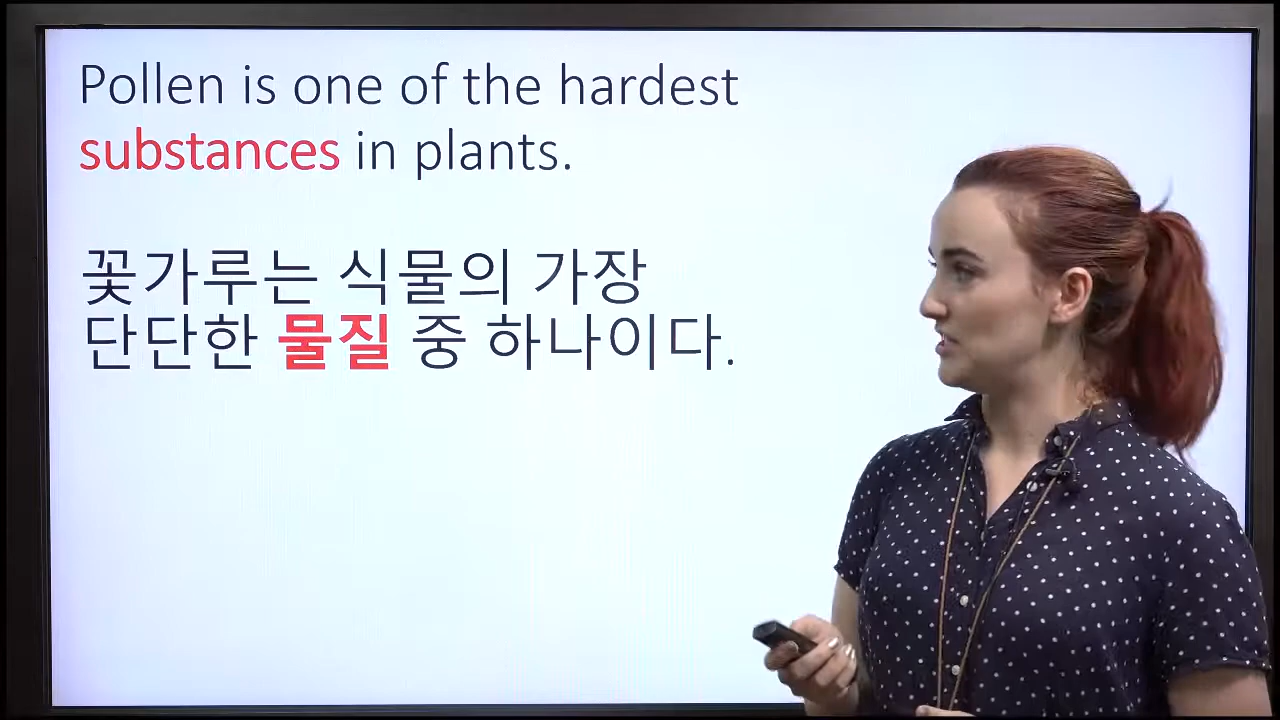 Pollen is one of the hardest
substances in plants.
꽃가루는 식물의 가장
단단한 물질 중 하나이다.